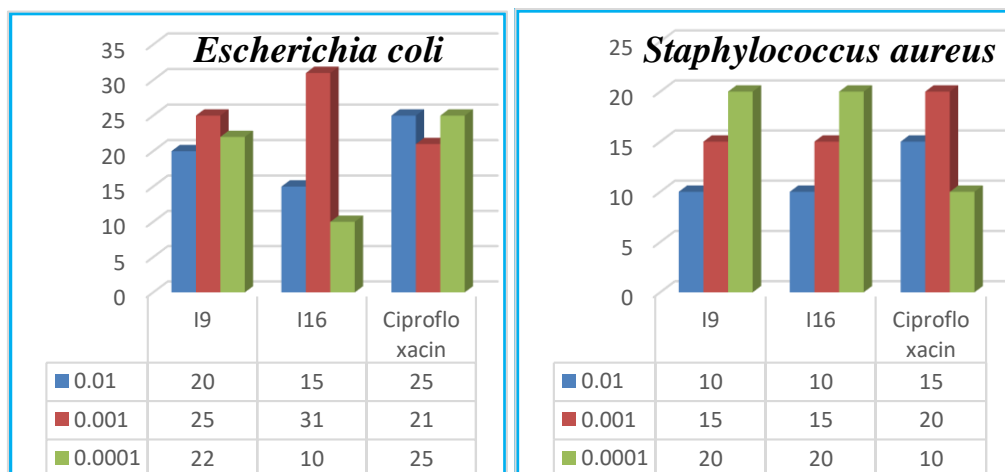 Escherichia coli
35
30
25
20
15
10
5
0
I9 I16 Ciproflo
xacin
0.01 20 15 25
0.001 25 31 21
0.0001 22 10 25
Staphylococcus aureus
25
20
15
10
5
0
I9 I16 Ciproflo
xacin
0.01 10 10 15
0.001 15 15 20
0.0001 20 20 10